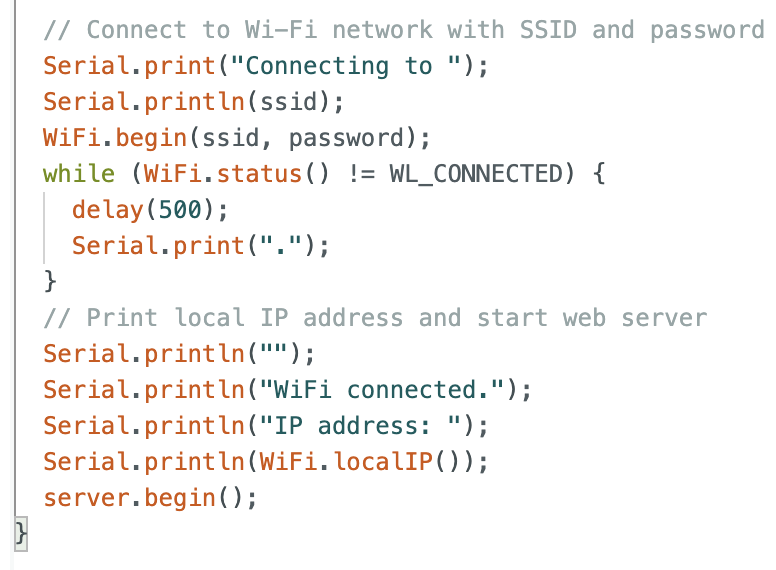 // Connect to Wi-Fi network with SSID and password
Serial.print("Connecting to ");
Serial.println(ssid);
WiFi.begin(ssid, password);
while (WiFi.status() != WL_CONNECTED) {
  delay(500);
  Serial.print(".");
}
// Print local IP address and start web server
Serial.println("");
Serial.println("WiFi connected.");
Serial.println("IP address: ");
Serial.println(WiFi.localIP());
server.begin();
}